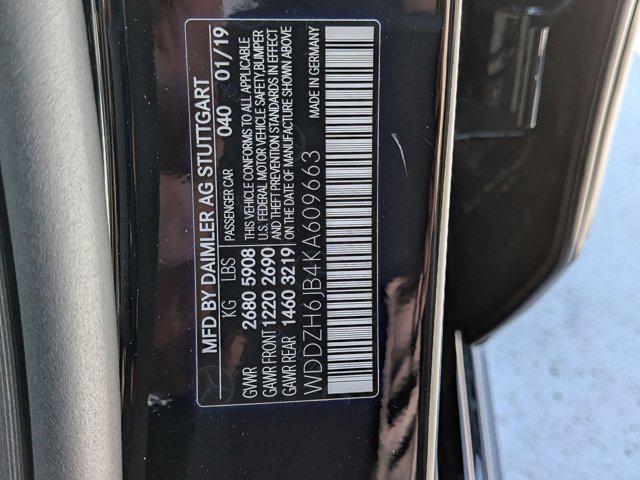 MFD BY DAIMLER AG STUTTGART
KG LBS PASSENGER CAR 040 01/19
GVWR 2680 5908
GAWR FRONT 1220 2690
GAWR REAR 1460 3219
THIS VEHICLE CONFORMS TO ALL APPLICABLE
U.S. FEDERAL MOTOR VEHICLE SAFETY,BUMPER
AND THEFT PREVENTION STANDARDS IN EFFECT
ON THE DATE OF MANUFACTURE SHOWN ABOVE
WDDZH6JB4KA609663 MADE IN GERMANY